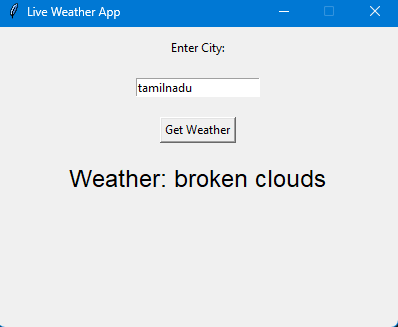 Live Weather App
Enter City:
tamilnadu
Get Weather
Weather: broken clouds